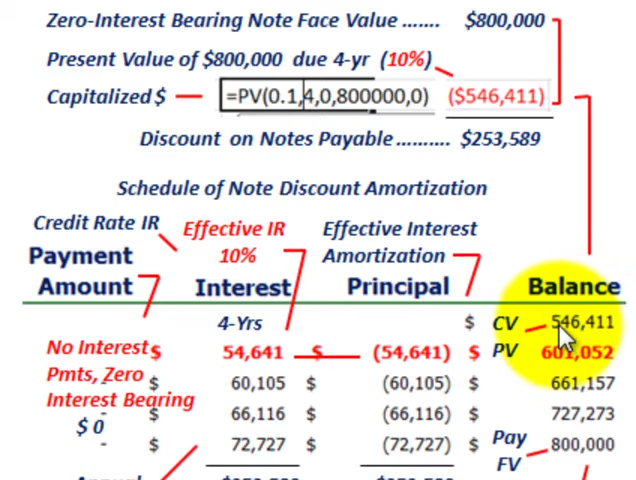 Zero-Interest Bearing Note Face Value ....... $800,000
Present Value of $800,000 due 4-yr (10%)
Capitalized $ =PV(0.1,4,0,800000,0) ($546,411)
Discount on Notes Payable .......... $253,589
Schedule of Note Discount Amortization
Credit Rate IR Effective IR Effective Interest
10% Amortization
Payment
Amount Interest Principal Balance
4-Yrs $ CV 546,411
No Interest $ 54,641 $ (54,641) $ PV 601,052
Pmts, Zero - $ 60,105 $ (60,105) $ 661,157
Interest Bearing
$ 0 - $ 66,116 $ (66,116) $ 727,273
- $ 72,727 $ (72,727) $ Pay 800,000
FV